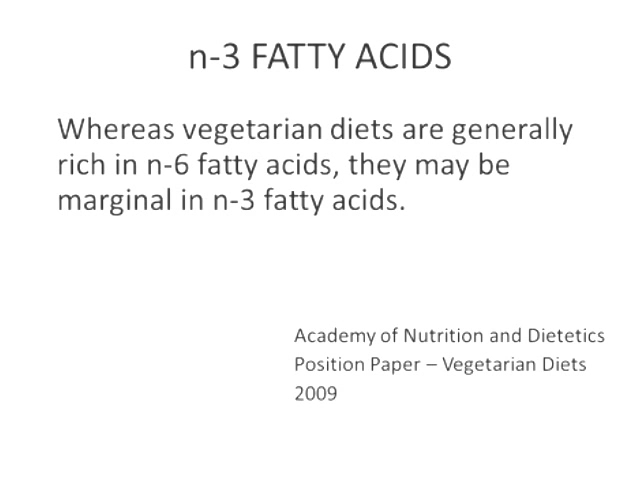 n-3 FATTY ACIDS
Whereas vegetarian diets are generally
rich in n-6 fatty acids, they may be
marginal in n-3 fatty acids.
Academy of Nutrition and Dietetics
Position Paper – Vegetarian Diets
2009